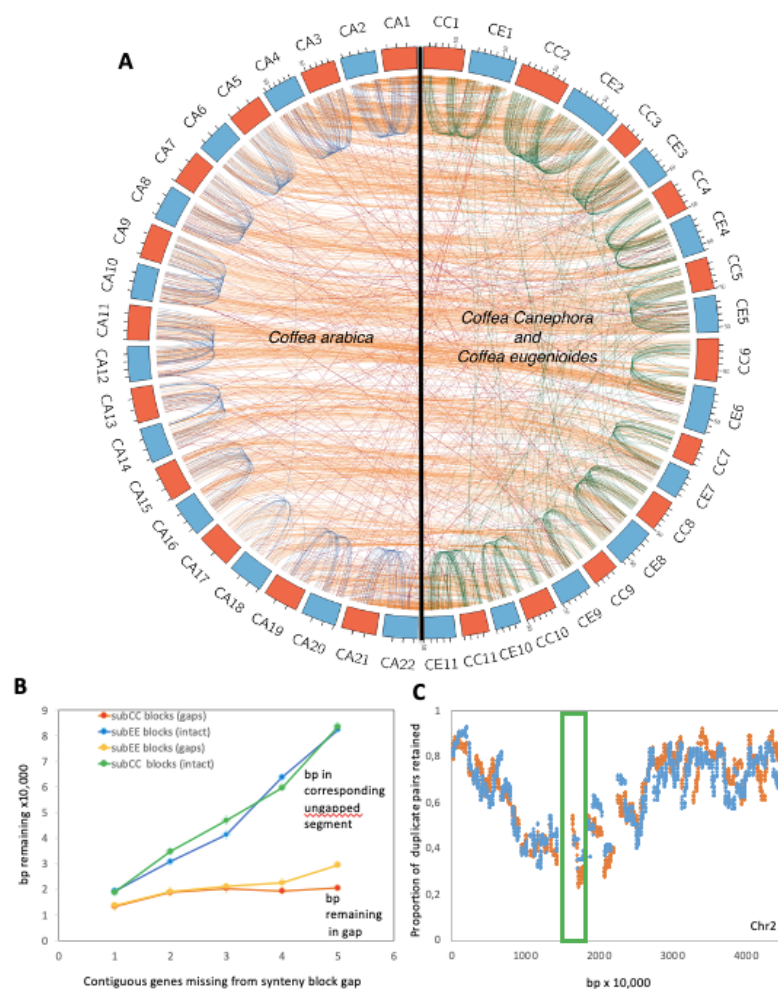 A
CA1
CA2
CA3
CA4
CA5
CA6
CA7
CA8
CA9
CA10
CA11
CA12
CA13
CA14
CA15
CA16
CA17
CA18
CA19
CA20
CA21
CA22
CC1
CE1
CC2
CE2
CC3
CE3
CC4
CE4
CC5
CE5
CC6
CE6
CC7
CE7
CC8
CE8
CC9
CE9
CC10
CE10
CC11
CE11
Coffea arabica
Coffea Canephora
and
Coffea eugenioides
B
bp remaining x10,000
9
8
7
6
5
4
3
2
1
0
subCC blocks (gaps)
subEE blocks (intact)
subEE blocks (gaps)
subCC blocks (intact)
bp in
corresponding
ungapped
segment
bp
remaining
in gap
0 1 2 3 4 5 6
Contiguous genes missing from synteny block gap
C
Proportion of duplicate pairs retained
1
0,8
0,6
0,4
0,2
0
Chr2
0 1000 2000 3000 4000
bp x 10,000